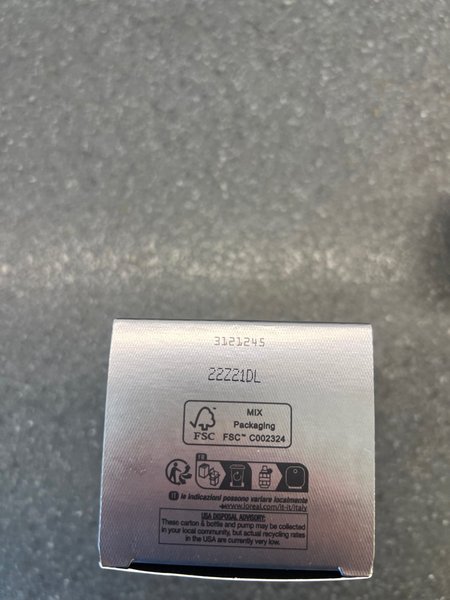 3121245
22Z21DL
FSC
MIX
Packaging
FSC™ C002324
FR
IT le indicazioni possono variare localmente
www.loreal.com/it-it/italy
USA DISPOSAL ADVISORY:
These carton & bottle and pump may be collected
in your local community, but actual recycling rates
in the USA are currently very low.